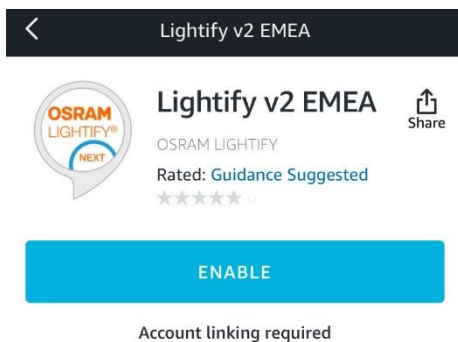 Lightify v2 EMEA
OSRAM
LIGHTIFY®
NEXT
Lightify v2 EMEA
Share
OSRAM LIGHTIFY
Rated: Guidance Suggested
0
ENABLE
Account linking required